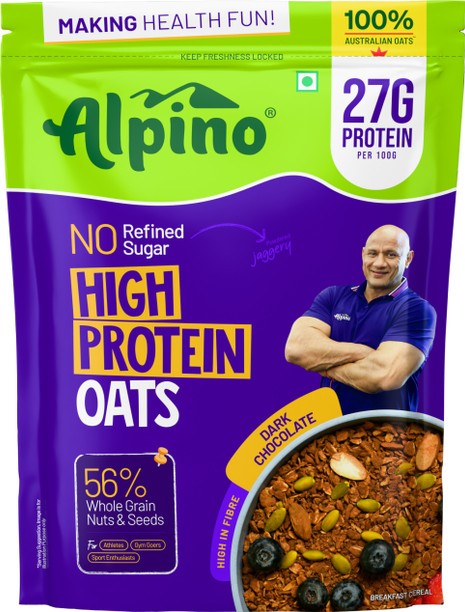 MAKING HEALTH FUN!
100%
AUSTRALIAN OATS*
KEEP FRESHNESS LOCKED
Alpino®
27G
PROTEIN
PER 100G
NO Refined
Sugar
jaggery
HIGH
PROTEIN
OATS
Alpino
DARK
CHOCOLATE
56%
Whole Grain
Nuts & Seeds
For Athletes Gym Goers
Sport Enthusiasts
HIGH IN FIBRE
BREAKFAST CEREAL